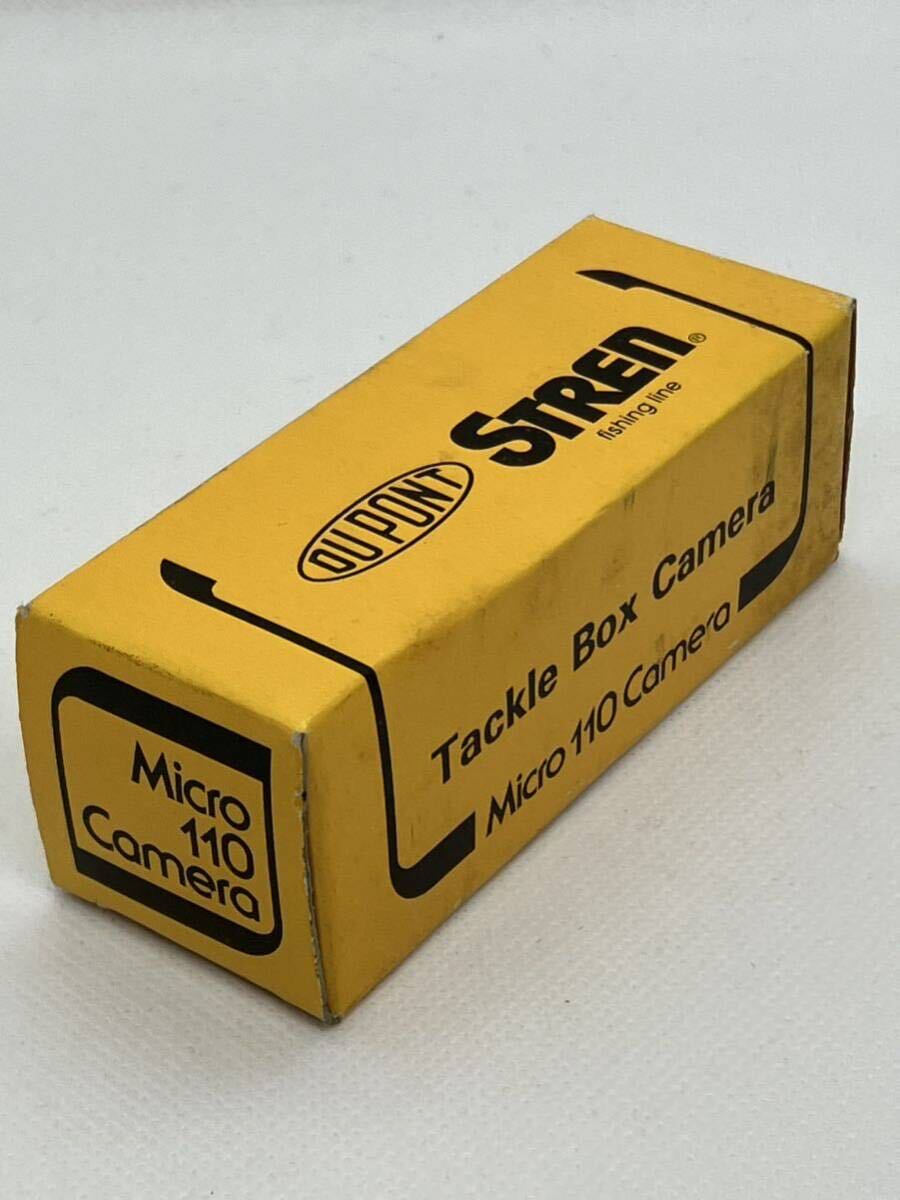 DU PONT
STREN®
fishing line
Tackle Box Camera
Micro 110 Camera
Micro
110
Camera